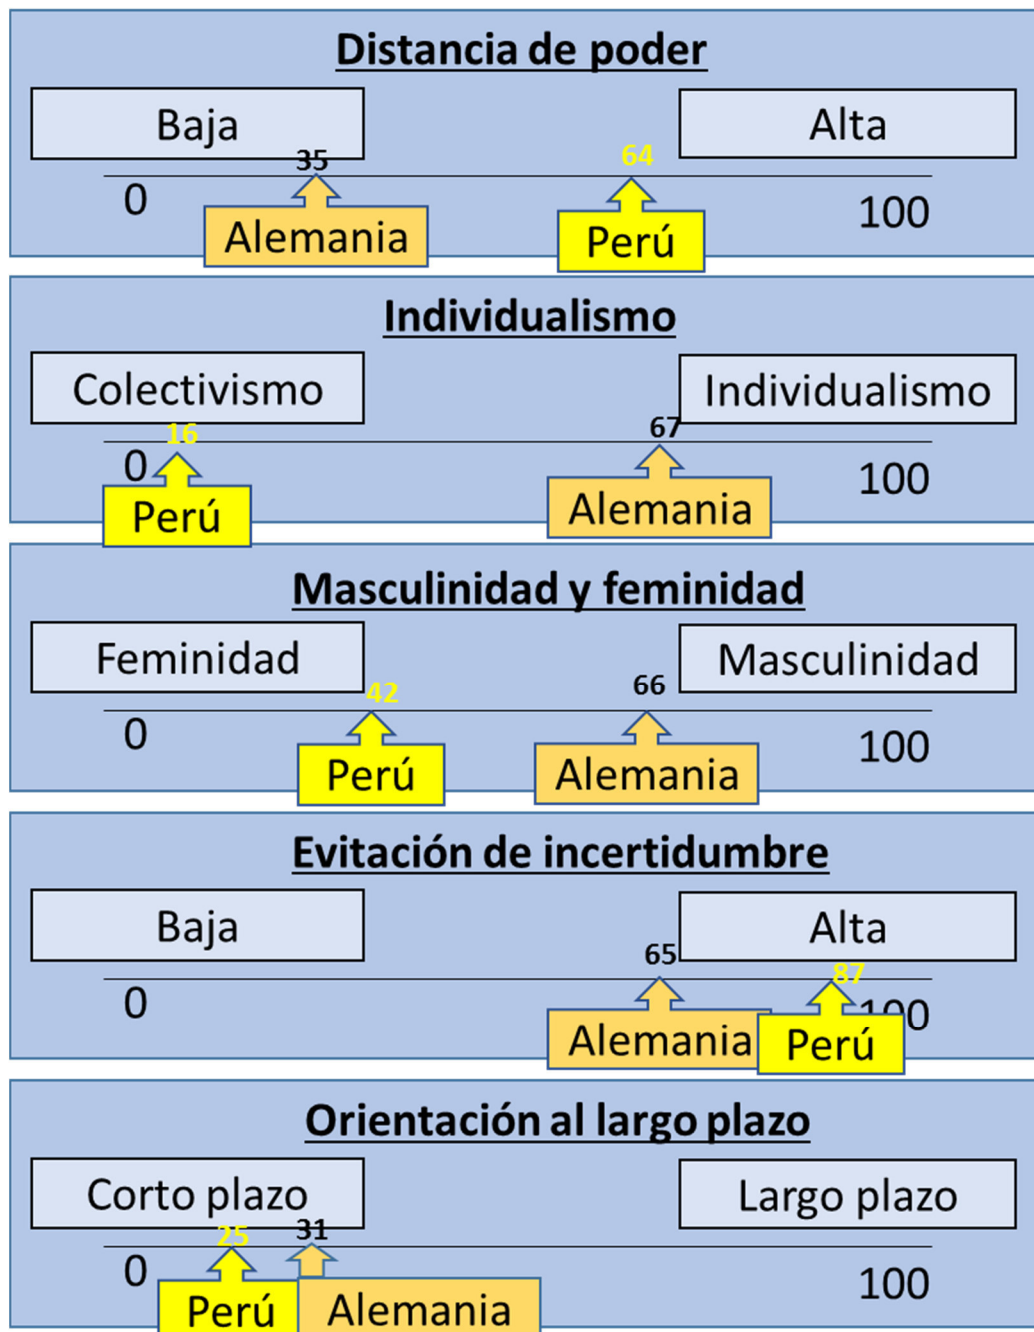 Distancia de poder
Baja
Alta
35
64
0
100
Alemania
Perú
Individualismo
Colectivismo
Individualismo
16
67
0
100
Perú
Alemania
Masculinidad y feminidad
Feminidad
Masculinidad
42
66
0
100
Perú
Alemania
Evitación de incertidumbre
Baja
Alta
65
87
0
100
Alemania
Perú
Orientación al largo plazo
Corto plazo
Largo plazo
25
31
0
100
Perú
Alemania